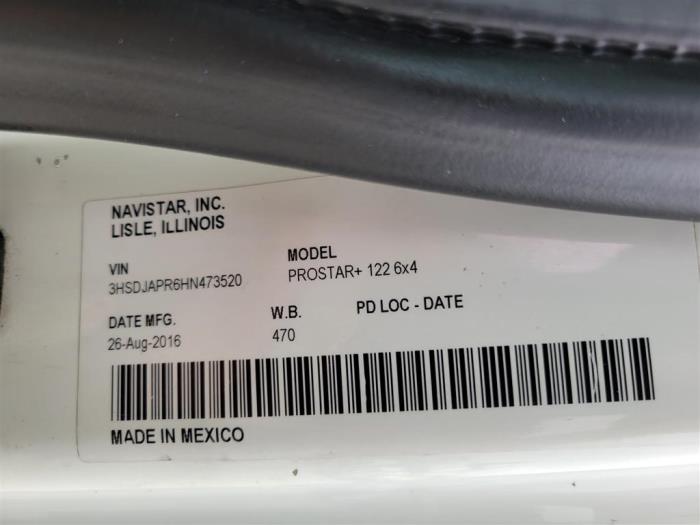 NAVISTAR, INC.
LISLE, ILLINOIS
VIN
3HSDJAPR6HN473520
MODEL
PROSTAR+ 122 6x4
DATE MFG.
26-Aug-2016
W.B.
470
PD LOC - DATE
MADE IN MEXICO